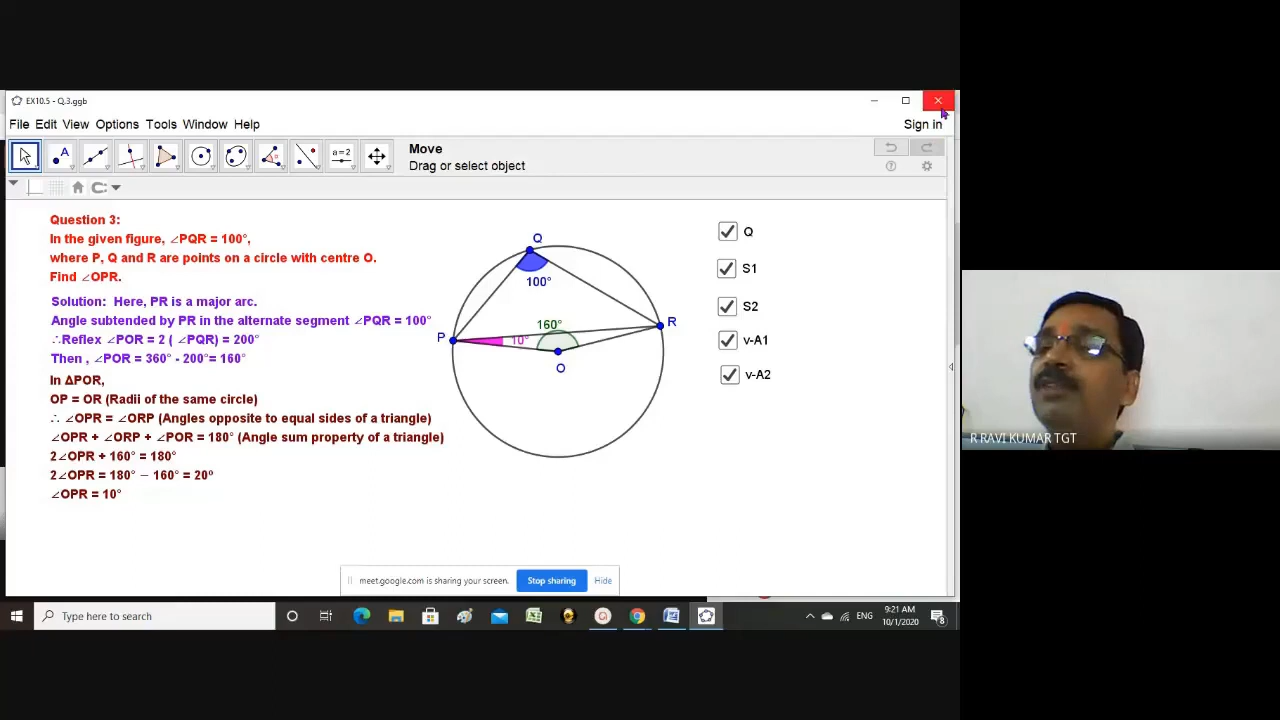 EX10.5 - Q.3.ggb
File Edit View Options Tools Window Help
Sign in
A
a=2
Move
Drag or select object
Question 3:
In the given figure, ∠PQR = 100°,
where P, Q and R are points on a circle with centre O.
Find ∠OPR.
Solution: Here, PR is a major arc.
Angle subtended by PR in the alternate segment ∠PQR = 100°
∴Reflex ∠POR = 2 ( ∠PQR) = 200°
Then , ∠POR = 360° - 200°= 160°
In ΔPOR,
OP = OR (Radii of the same circle)
∴ ∠OPR = ∠ORP (Angles opposite to equal sides of a triangle)
∠OPR + ∠ORP + ∠POR = 180° (Angle sum property of a triangle)
2∠OPR + 160° = 180°
2∠OPR = 180° − 160° = 20º
∠OPR = 10°
Q
100°
160°
R
P
10°
O
Q
S1
S2
v-A1
v-A2
R RAVI KUMAR TGT
meet.google.com is sharing your screen.
Stop sharing
Hide
Type here to search
ENG
9:21 AM
10/1/2020
8